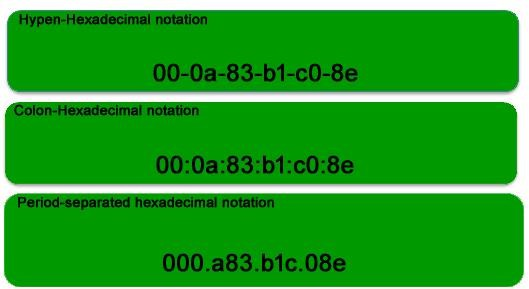 Hypen-Hexadecimal notation
00-0a-83-b1-c0-8e
Colon-Hexadecimal notation
00:0a:83:b1:c0:8e
Period-separated hexadecimal notation
000.a83.b1c.08e